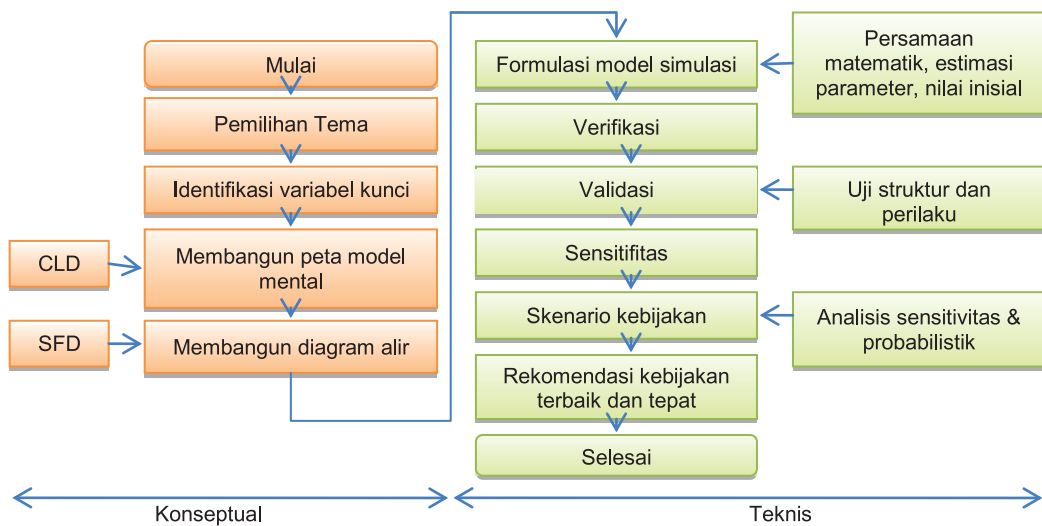 Mulai
Pemilihan Tema
Identifikasi variabel kunci
CLD
Membangun peta model
mental
SFD
Membangun diagram alir
Formulasi model simulasi
Persamaan
matematik, estimasi
parameter, nilai inisial
Verifikasi
Validasi
Uji struktur dan
perilaku
Sensitifitas
Skenario kebijakan
Analisis sensitivitas &
probabilistik
Rekomendasi kebijakan
terbaik dan tepat
Selesai
Konseptual
Teknis